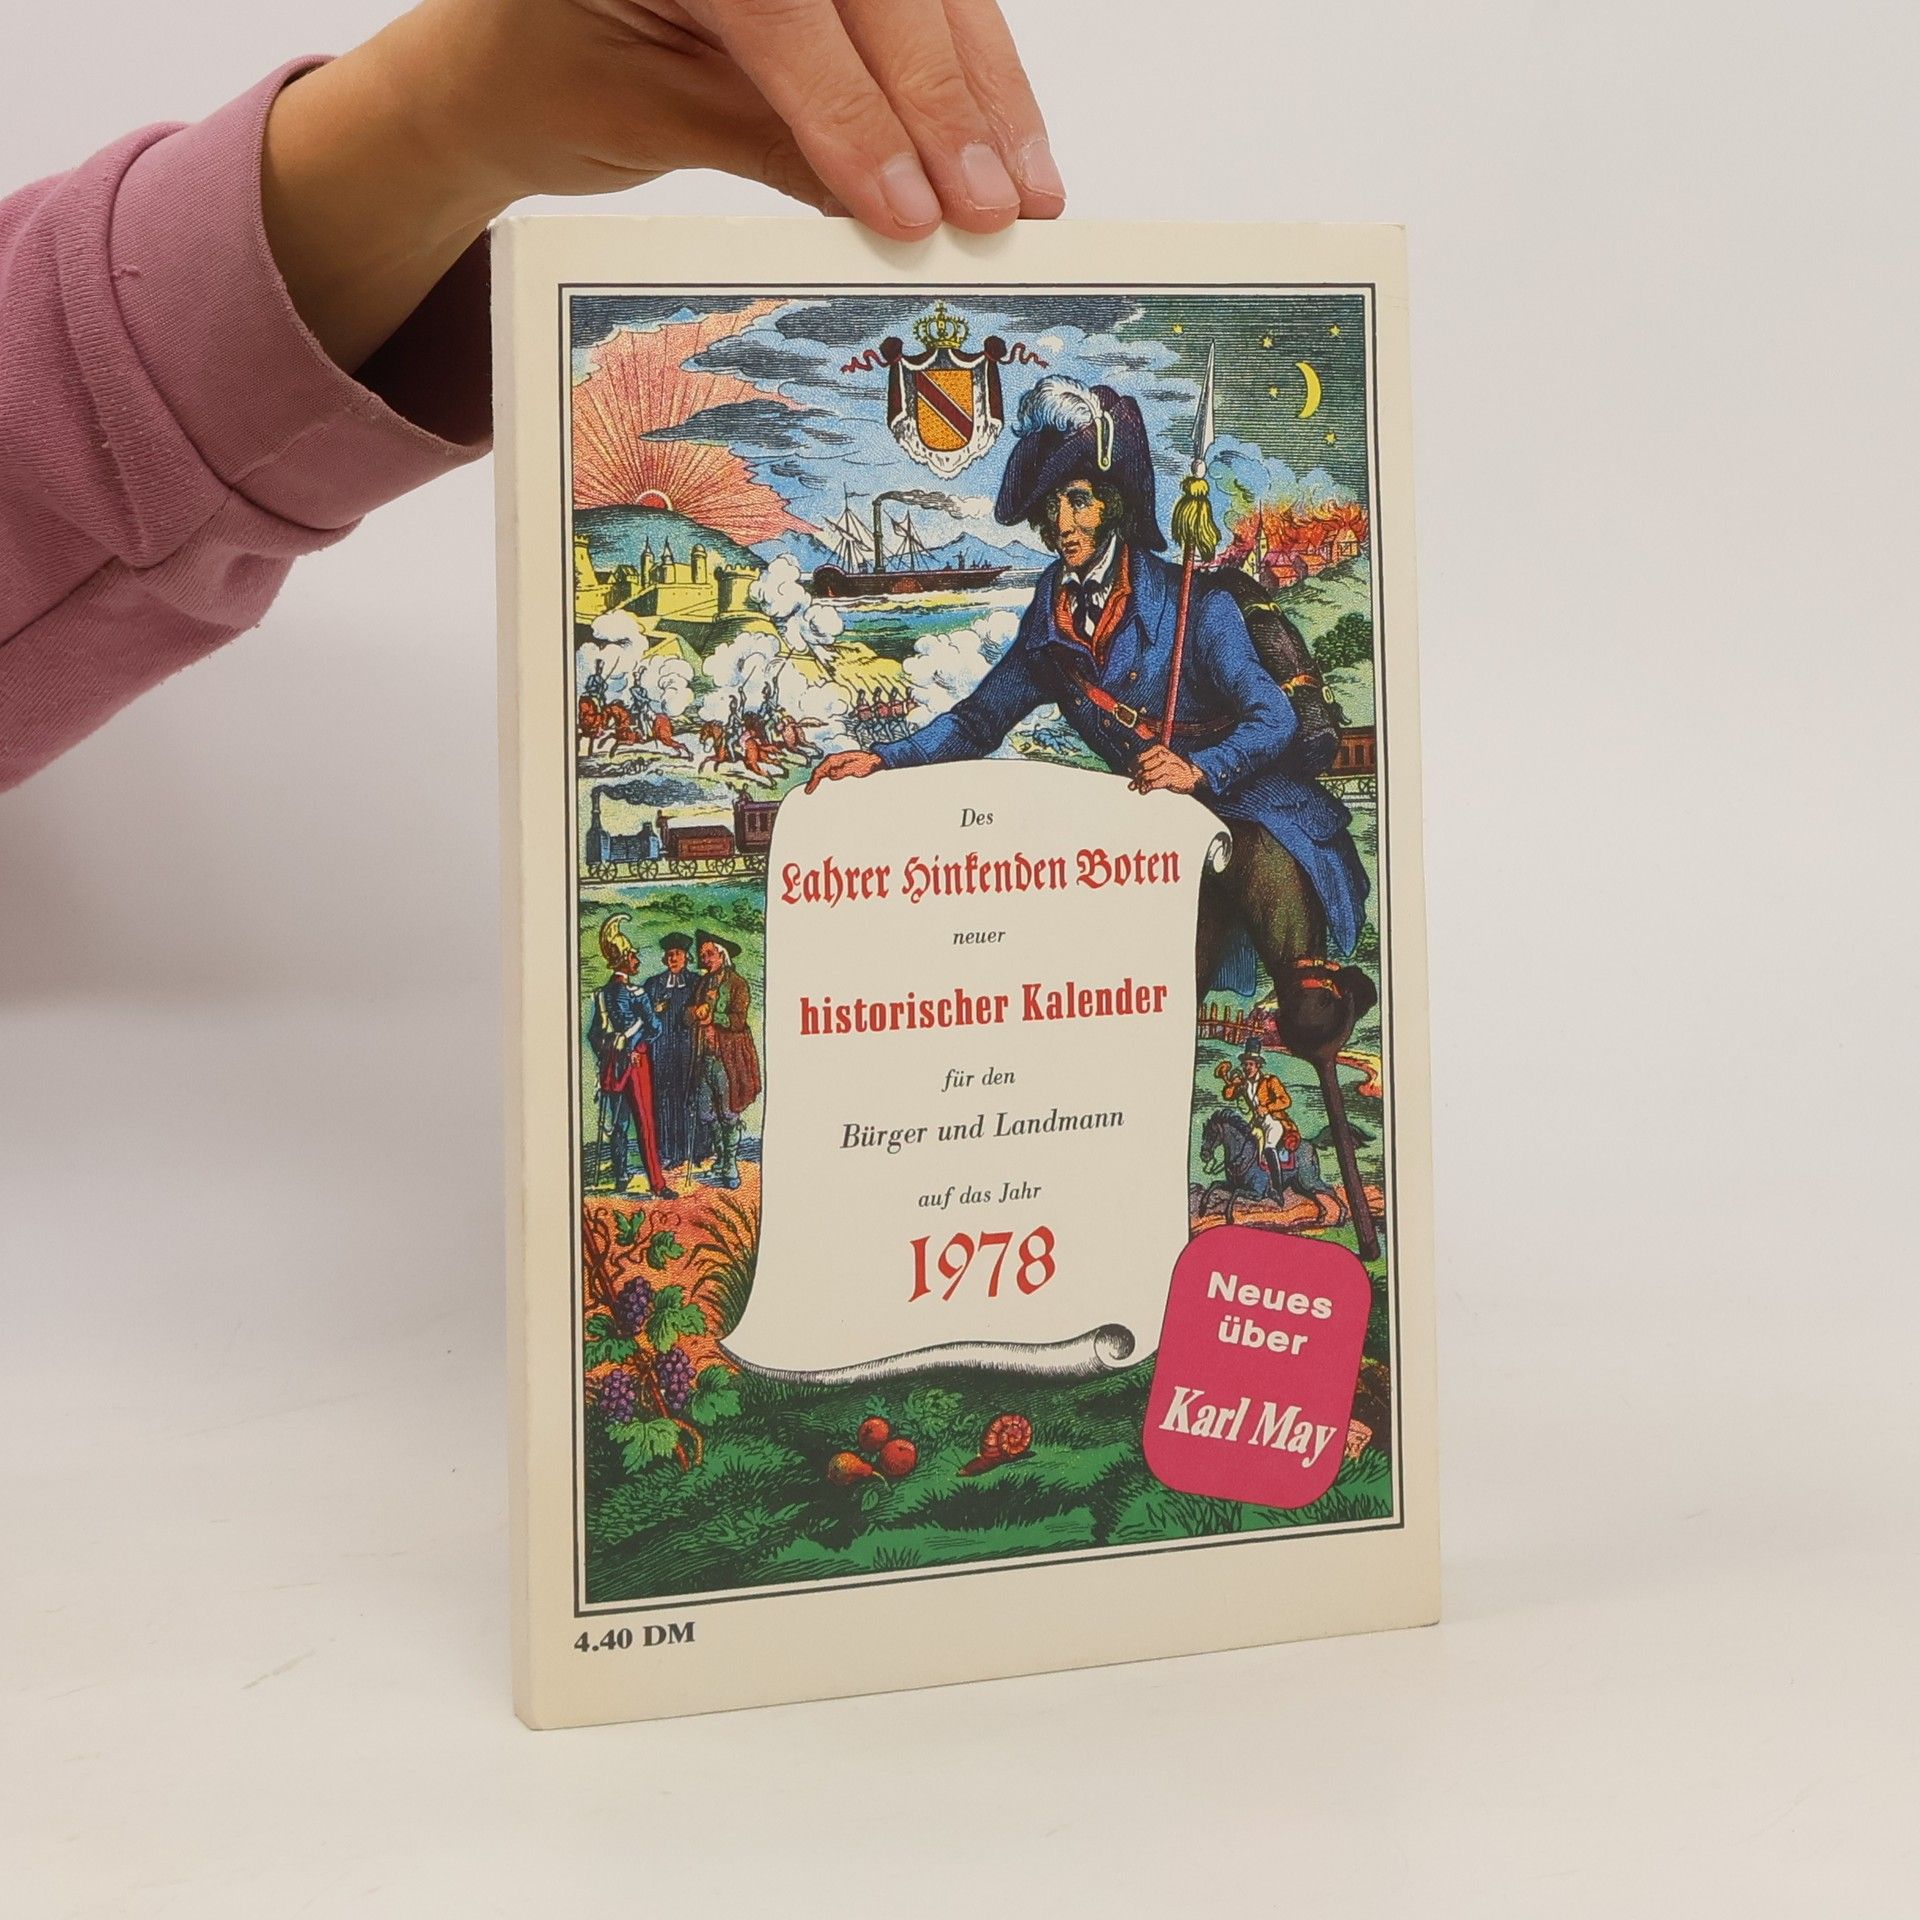 Des
Lahrer Hinkenden Boten
neuer
historischer Kalender
für den
Bürger und Landmann
auf das Jahr
1978
Neues
über
Karl May
4.40 DM